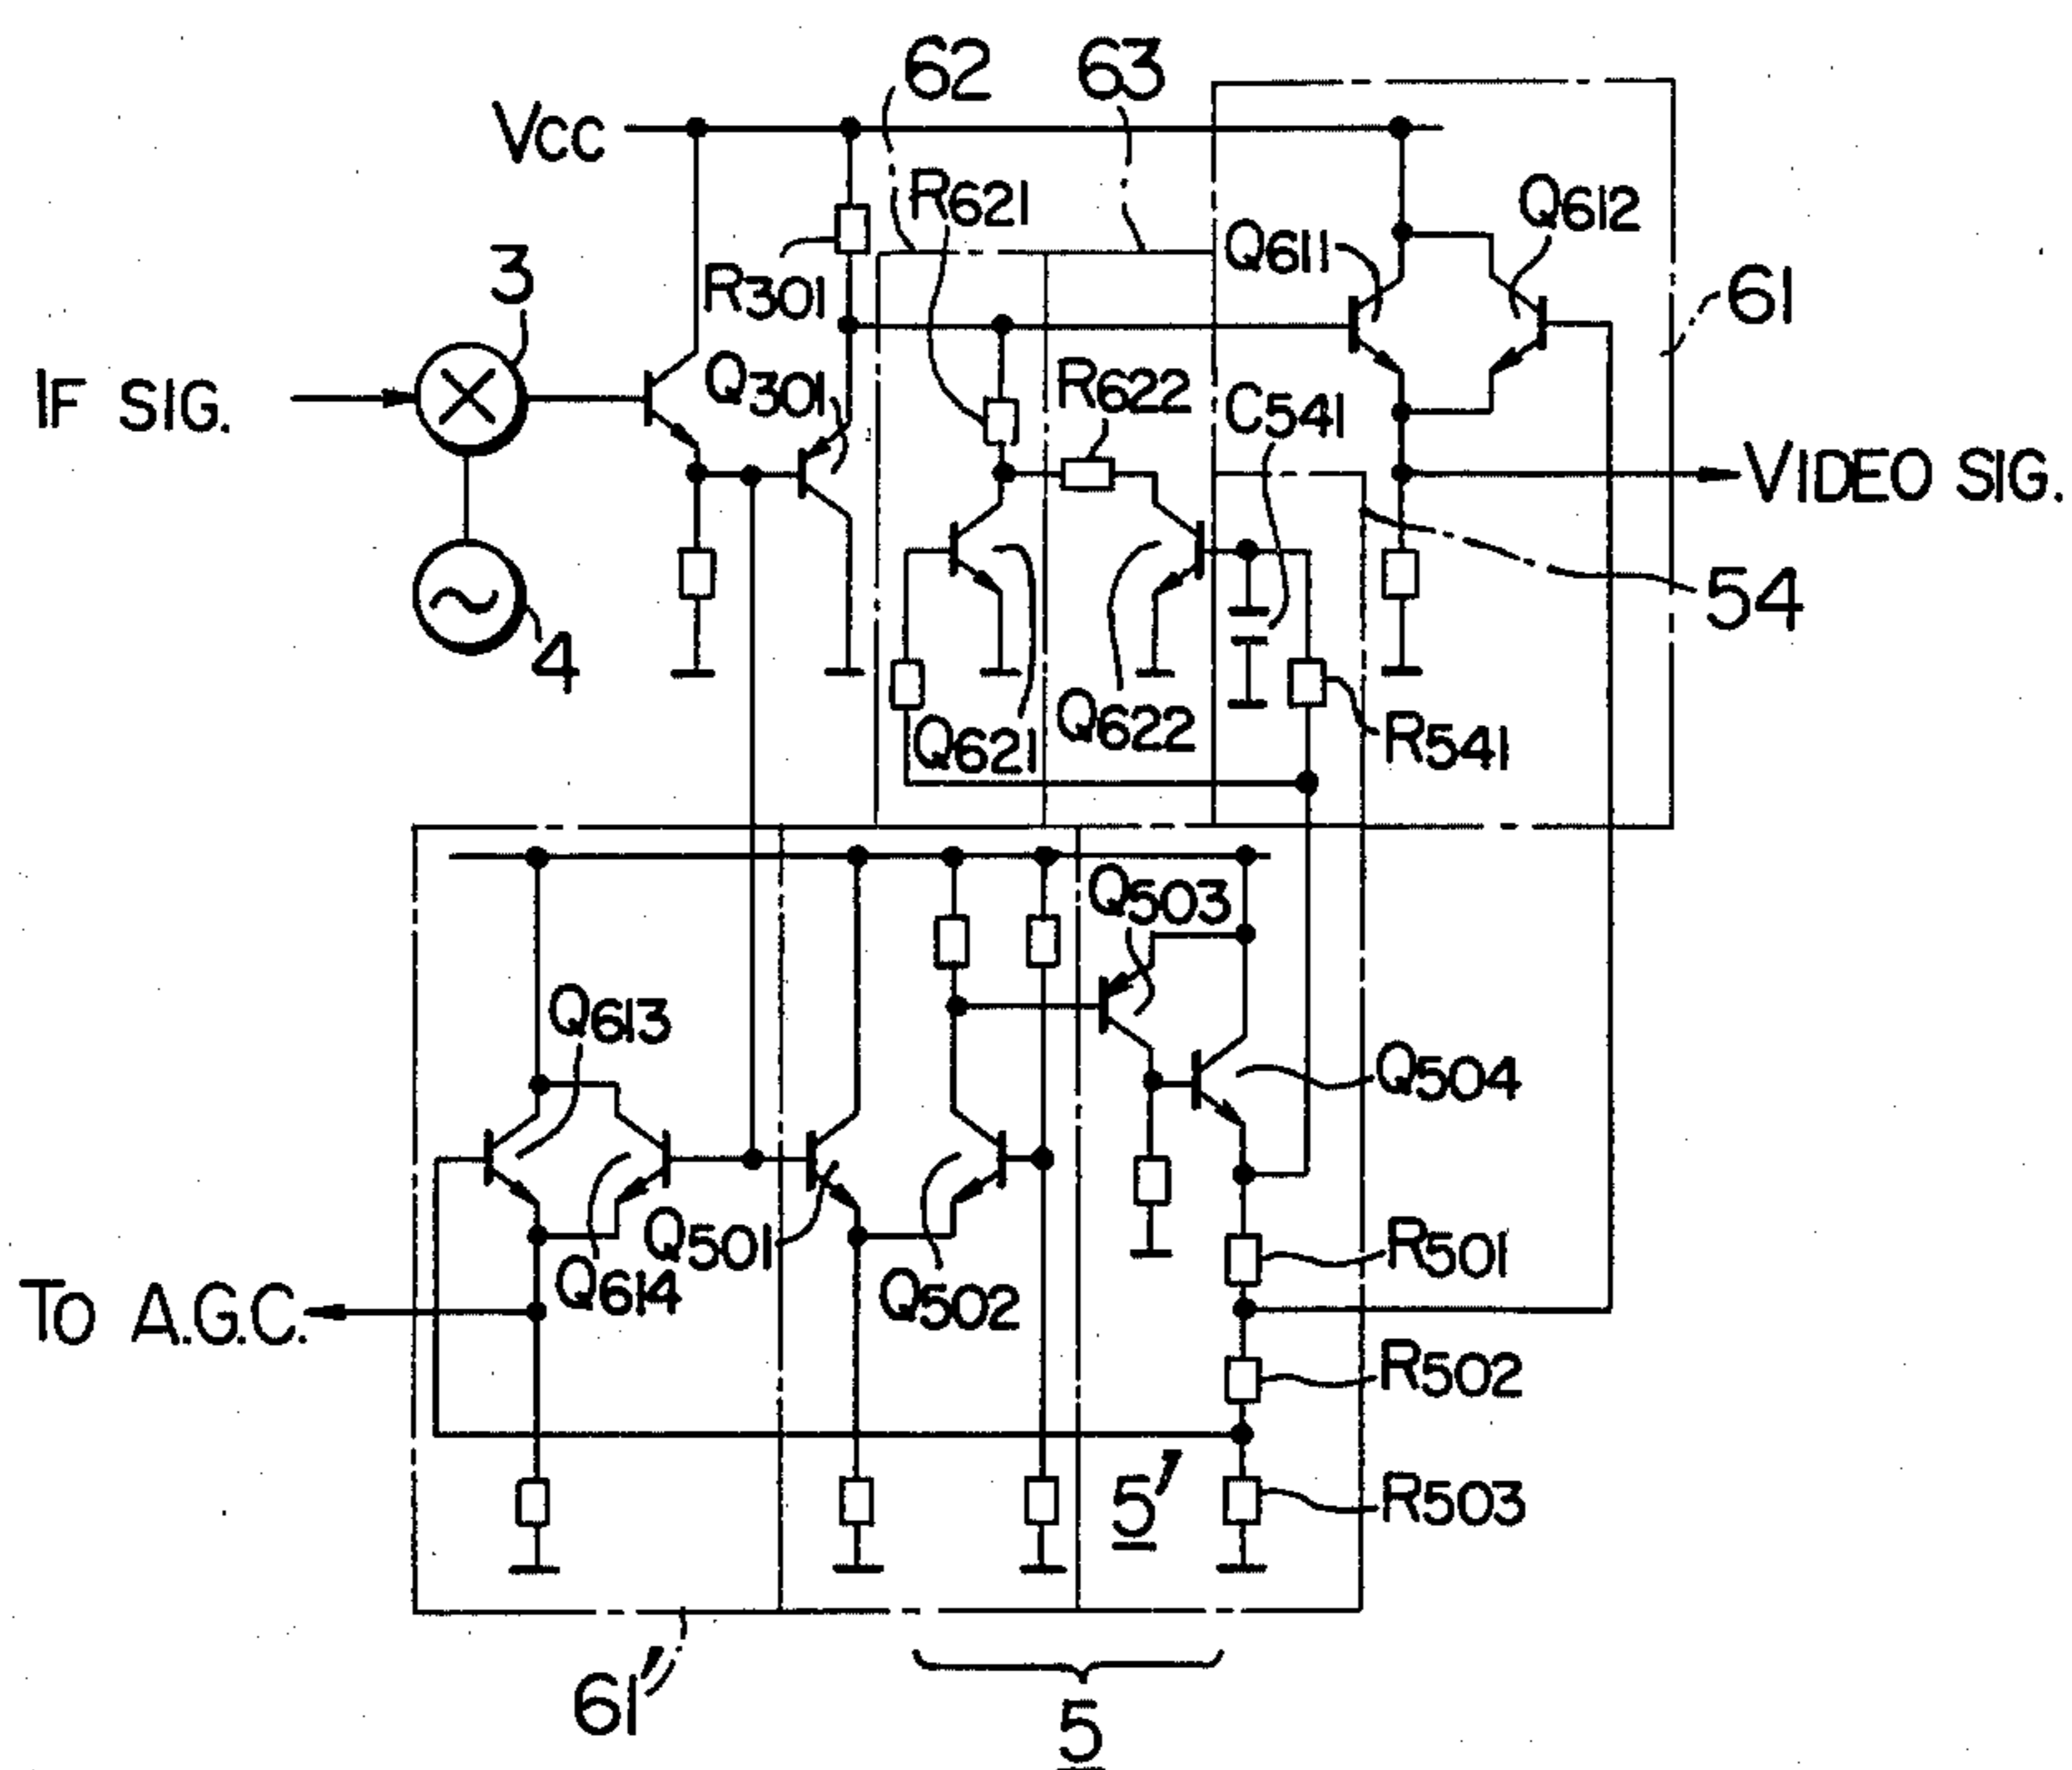 62
63
VCC
R621
Q612
Q611
3
R301
61
Q301
R622
C541
IF SIG.
VIDEO SIG.
54
4
Q621
Q622
R541
Q503
Q613
Q504
Q501
R501
Q614
Q502
TO A.G.C.
R502
5'
R503
61'
5